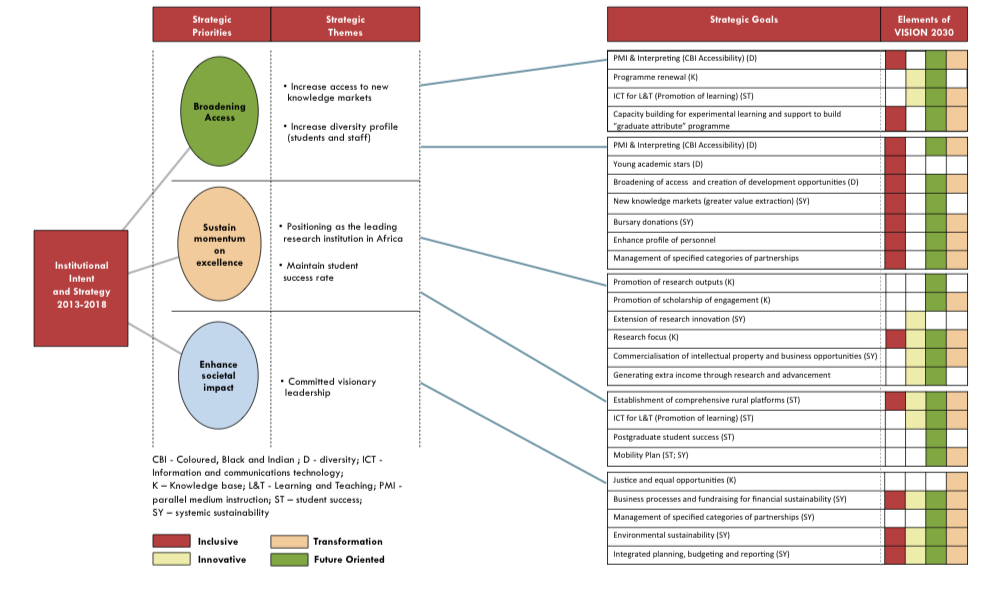 Strategic
Priorities
Strategic
Themes
Strategic Goals
Elements of
VISION 2030
Institutional
Intent
and Strategy
2013-2018
Broadening
Access
• Increase access to new
knowledge markets
• Increase diversity profile
(students and staff)
Sustain
momentum
on
excellence
• Positioning as the leading
research institution in Africa
• Maintain student
success rate
Enhance
societal
impact
• Committed visionary
leadership
PMI & Interpreting (CBI Accessibility) (D)
Programme renewal (K)
ICT for L&T (Promotion of learning) (ST)
Capacity building for experimental learning and support to build
"graduate attribute" programme
PMI & Interpreting (CBI Accessibility) (D)
Young academic stars (D)
Broadening of access and creation of development opportunities (D)
New knowledge markets (greater value extraction) (SY)
Bursary donations (SY)
Enhance profile of personnel
Management of specified categories of partnerships
Promotion of research outputs (K)
Promotion of scholarship of engagement (K)
Extension of research innovation (SY)
Research focus (K)
Commercialisation of intellectual property and business opportunities (SY)
Generating extra income through research and advancement
Establishment of comprehensive rural platforms (ST)
ICT for L&T (Promotion of learning) (ST)
Postgraduate student success (ST)
Mobility Plan (ST; SY)
Justice and equal opportunities (K)
Business processes and fundraising for financial sustainability (SY)
Management of specified categories of partnerships (SY)
Environmental sustainability (SY)
Integrated planning, budgeting and reporting (SY)
CBI - Coloured, Black and Indian ; D - diversity; ICT -
Information and communications technology;
K – Knowledge base; L&T - Learning and Teaching; PMI -
parallel medium instruction; ST – student success;
SY – systemic sustainability
Inclusive
Transformation
Innovative
Future Oriented